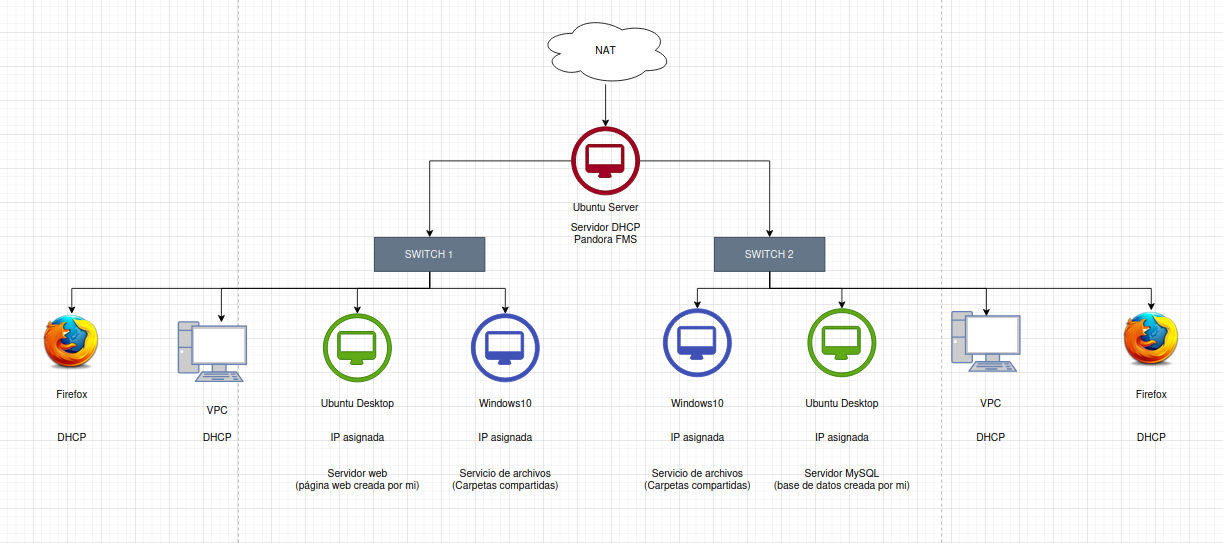 NAT
Ubuntu Server
Servidor DHCP
Pandora FMS
SWITCH 1
SWITCH 2
Firefox
DHCP
VPC
DHCP
Ubuntu Desktop
IP asignada
Servidor web
(página web creada por mi)
Windows10
IP asignada
Servicio de archivos
(Carpetas compartidas)
Windows10
IP asignada
Servicio de archivos
(Carpetas compartidas)
Ubuntu Desktop
IP asignada
Servidor MySQL
(base de datos creada por mi)
VPC
DHCP
Firefox
DHCP